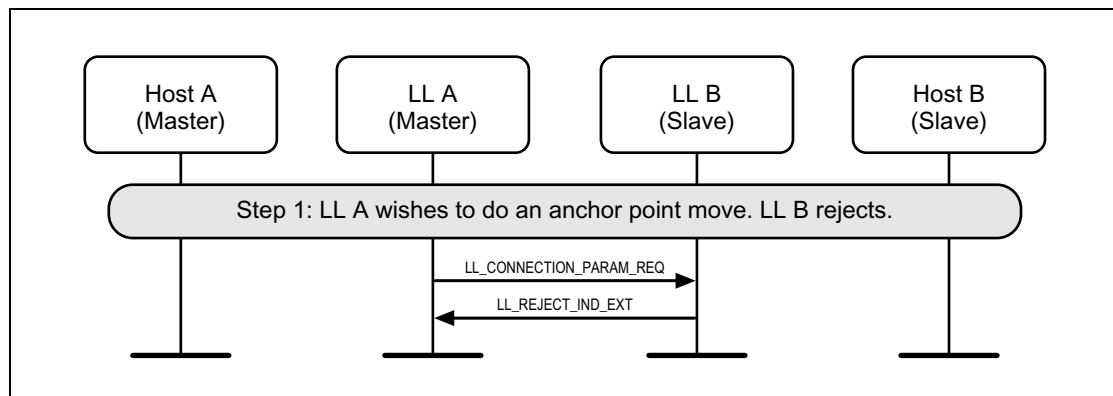 Host A
(Master)
LL A
(Master)
LL B
(Slave)
Host B
(Slave)
Step 1: LL A wishes to do an anchor point move. LL B rejects.
LL_CONNECTION_PARAM_REQ
LL_REJECT_IND_EXT